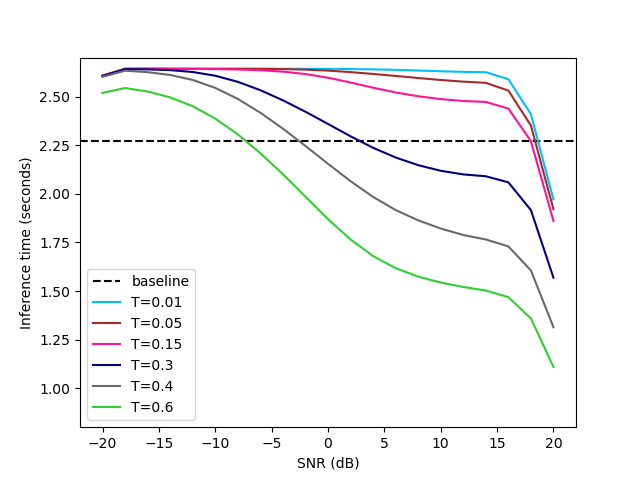 2.50
2.25
2.00
1.75
1.50
1.25
1.00
Inference time (seconds)
baseline
T=0.01
T=0.05
T=0.15
T=0.3
T=0.4
T=0.6
−20 −15 −10 −5 0 5 10 15 20
SNR (dB)